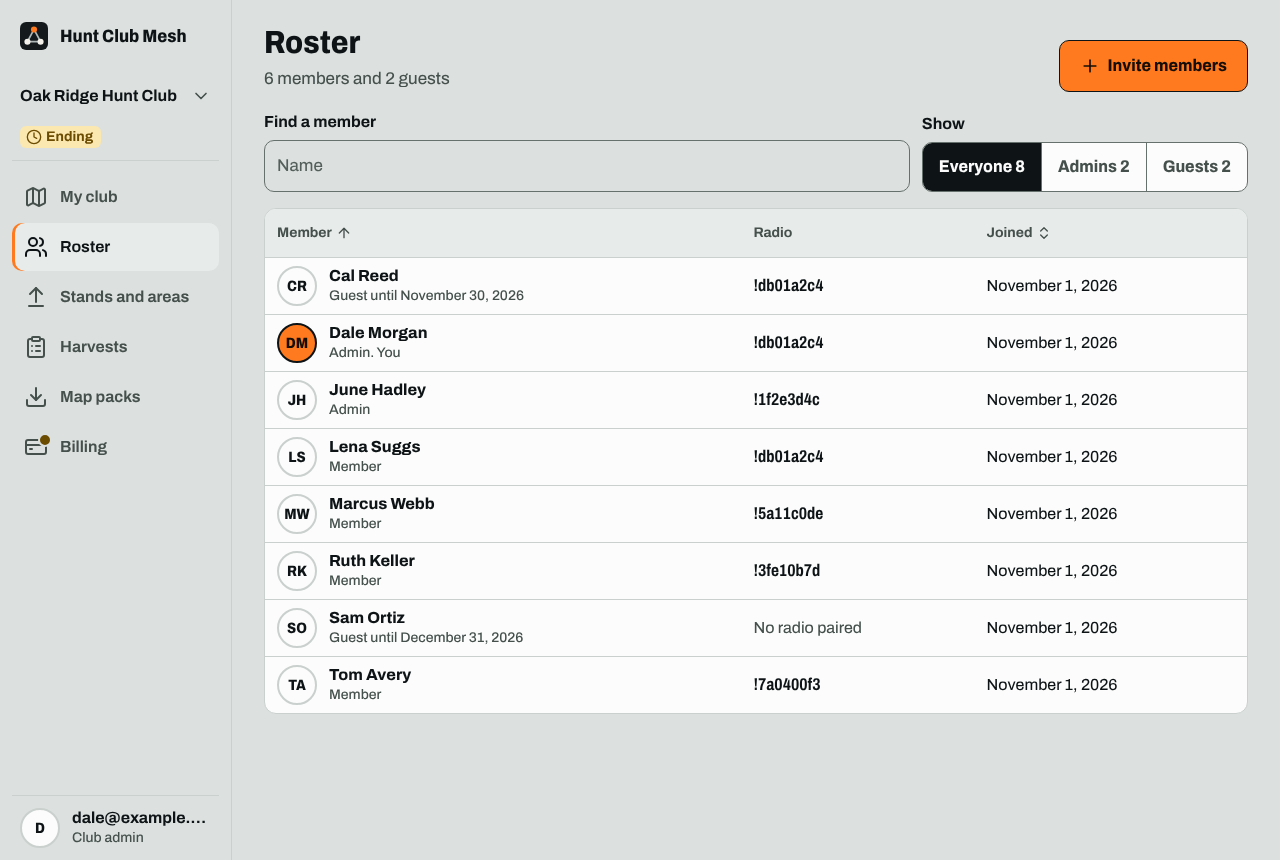 Hunt Club Mesh
Oak Ridge Hunt Club
Ending
My club
Roster
Stands and areas
Harvests
Map packs
Billing
D
dale@example....
Club admin
Roster
6 members and 2 guests
Invite members
Find a member
Name
Show
Everyone 8
Admins 2
Guests 2
Member Radio Joined
CR Cal Reed !db01a2c4 November 1, 2026
Guest until November 30, 2026
DM Dale Morgan !db01a2c4 November 1, 2026
Admin. You
JH June Hadley !1f2e3d4c November 1, 2026
Admin
LS Lena Suggs !db01a2c4 November 1, 2026
Member
MW Marcus Webb !5a11c0de November 1, 2026
Member
RK Ruth Keller !3fe10b7d November 1, 2026
Member
SO Sam Ortiz No radio paired November 1, 2026
Guest until December 31, 2026
TA Tom Avery !7a0400f3 November 1, 2026
Member